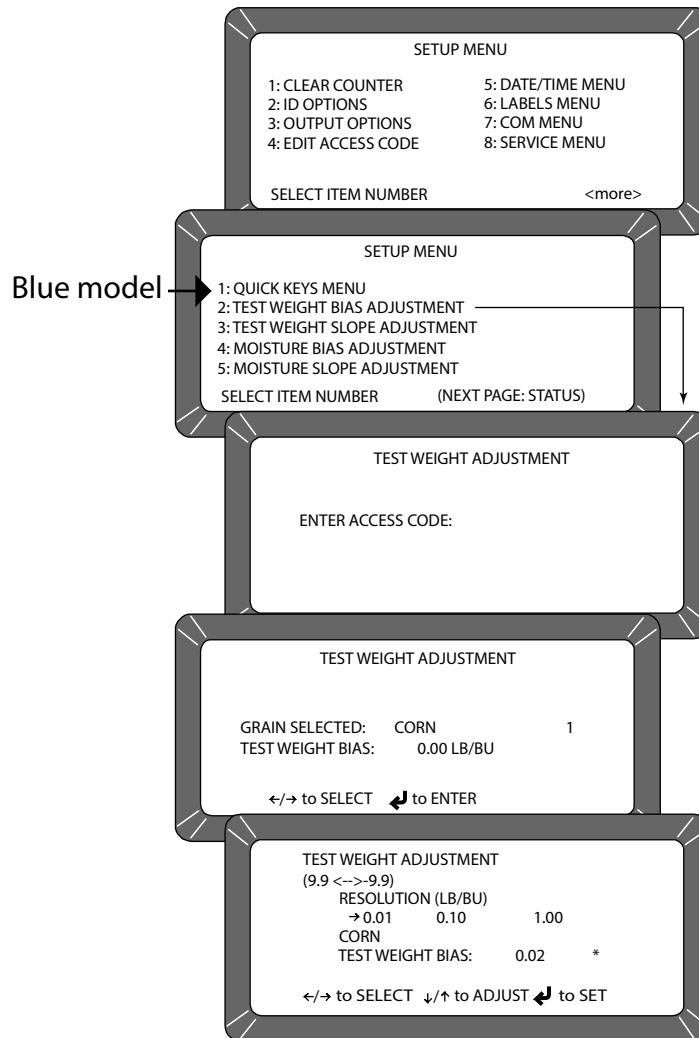 SETUP MENU
1: CLEAR COUNTER 5: DATE/TIME MENU
2: ID OPTIONS 6: LABELS MENU
3: OUTPUT OPTIONS 7: COM MENU
4: EDIT ACCESS CODE 8: SERVICE MENU
SELECT ITEM NUMBER <more>
SETUP MENU
Blue model
1: QUICK KEYS MENU
2: TEST WEIGHT BIAS ADJUSTMENT
3: TEST WEIGHT SLOPE ADJUSTMENT
4: MOISTURE BIAS ADJUSTMENT
5: MOISTURE SLOPE ADJUSTMENT
SELECT ITEM NUMBER (NEXT PAGE: STATUS)
TEST WEIGHT ADJUSTMENT
ENTER ACCESS CODE:
TEST WEIGHT ADJUSTMENT
GRAIN SELECTED: CORN 1
TEST WEIGHT BIAS: 0.00 LB/BU
←/→ to SELECT ↵ to ENTER
TEST WEIGHT ADJUSTMENT
(9.9 <-->-9.9)
RESOLUTION (LB/BU)
→ 0.01 0.10 1.00
CORN
TEST WEIGHT BIAS: 0.02 *
←/→ to SELECT ↓/↑ to ADJUST ↵ to SET